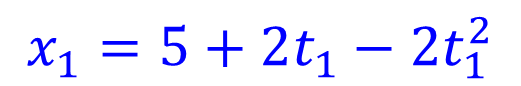 x₁ = 5 + 2t₁ − 2t₁²